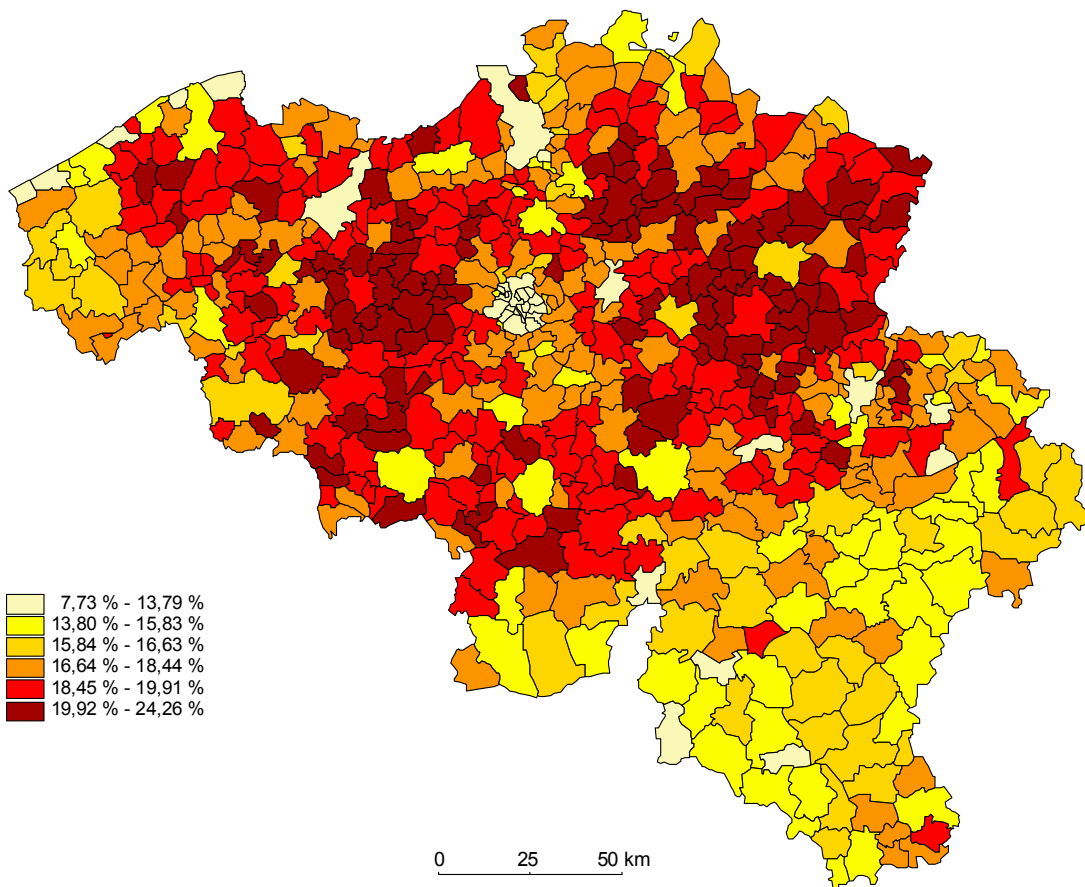 7,73 % - 13,79 %
13,80 % - 15,83 %
15,84 % - 16,63 %
16,64 % - 18,44 %
18,45 % - 19,91 %
19,92 % - 24,26 %
0 25 50 km